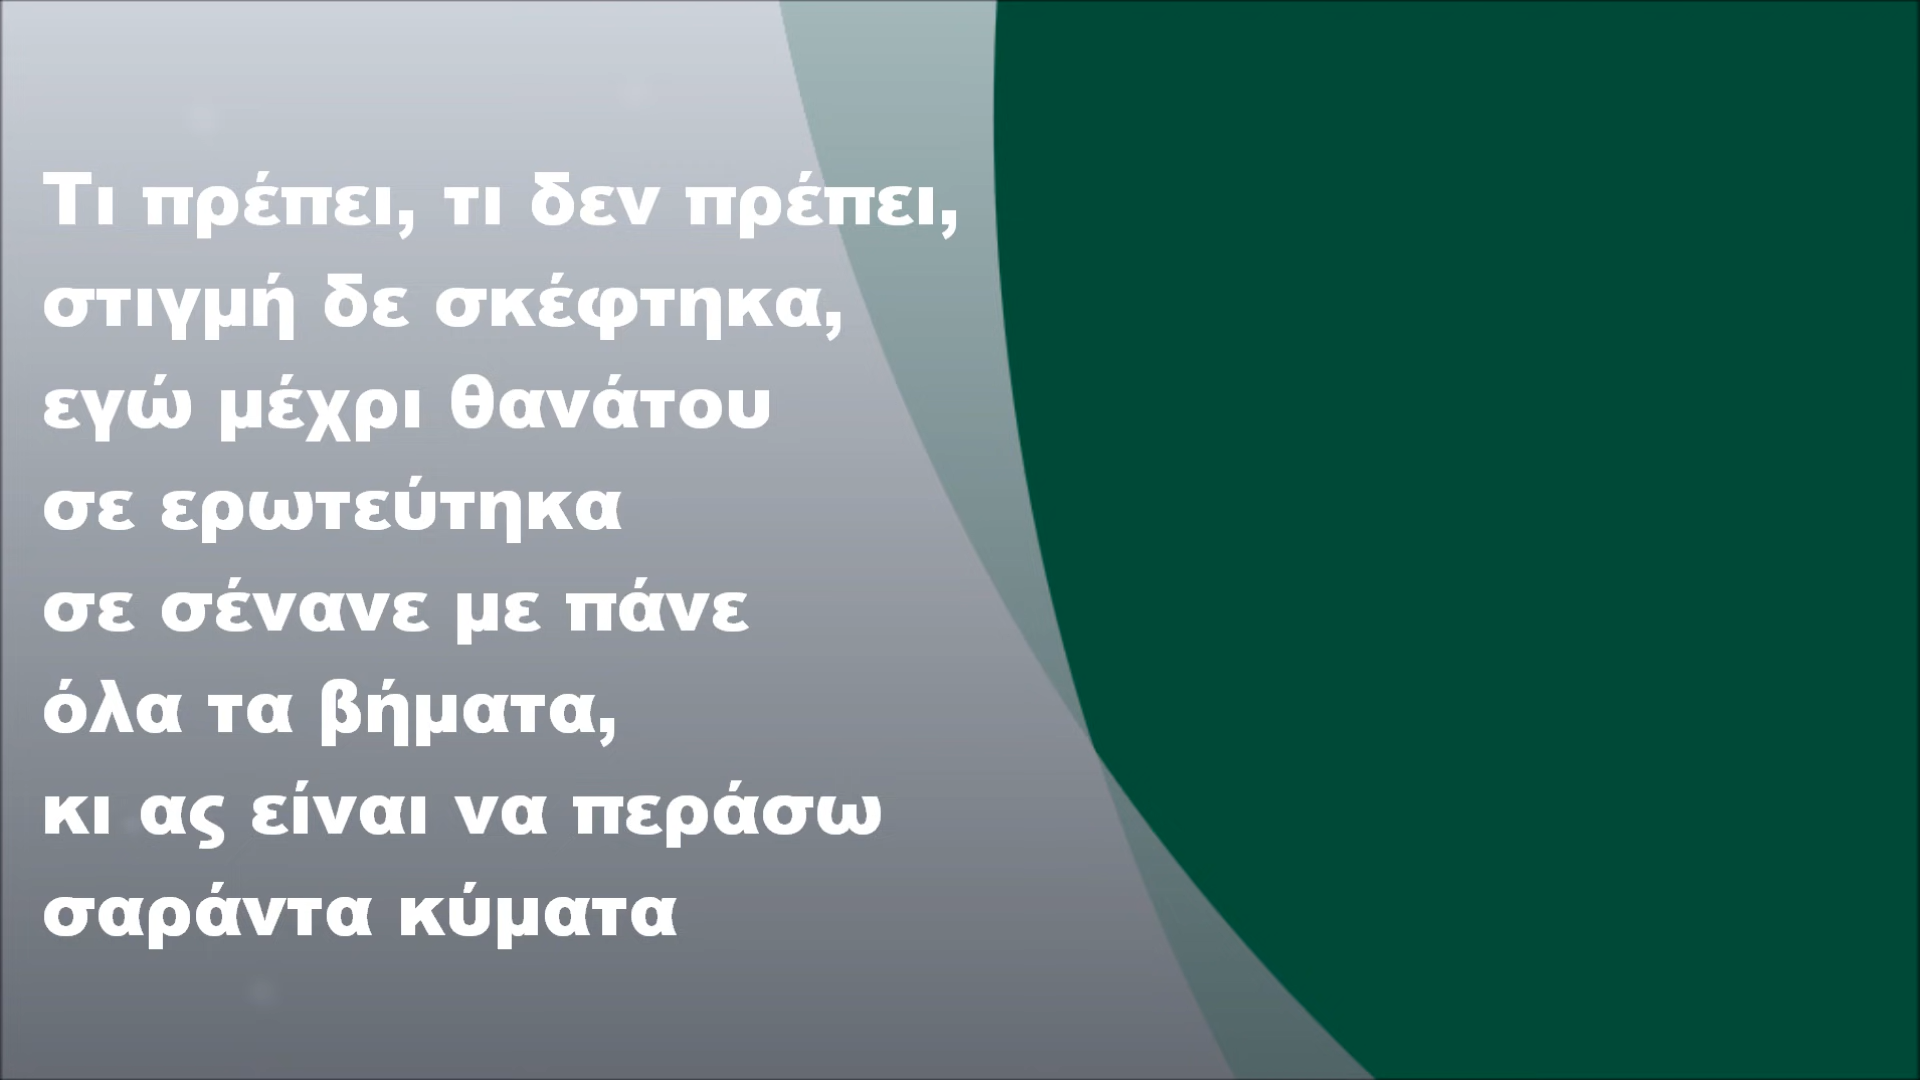 Τι πρέπει, τι δεν πρέπει,
στιγμή δε σκέφτηκα,
εγώ μέχρι θανάτου
σε ερωτεύτηκα
σε σένανε με πάνε
όλα τα βήματα,
κι ας είναι να περάσω
σαράντα κύματα